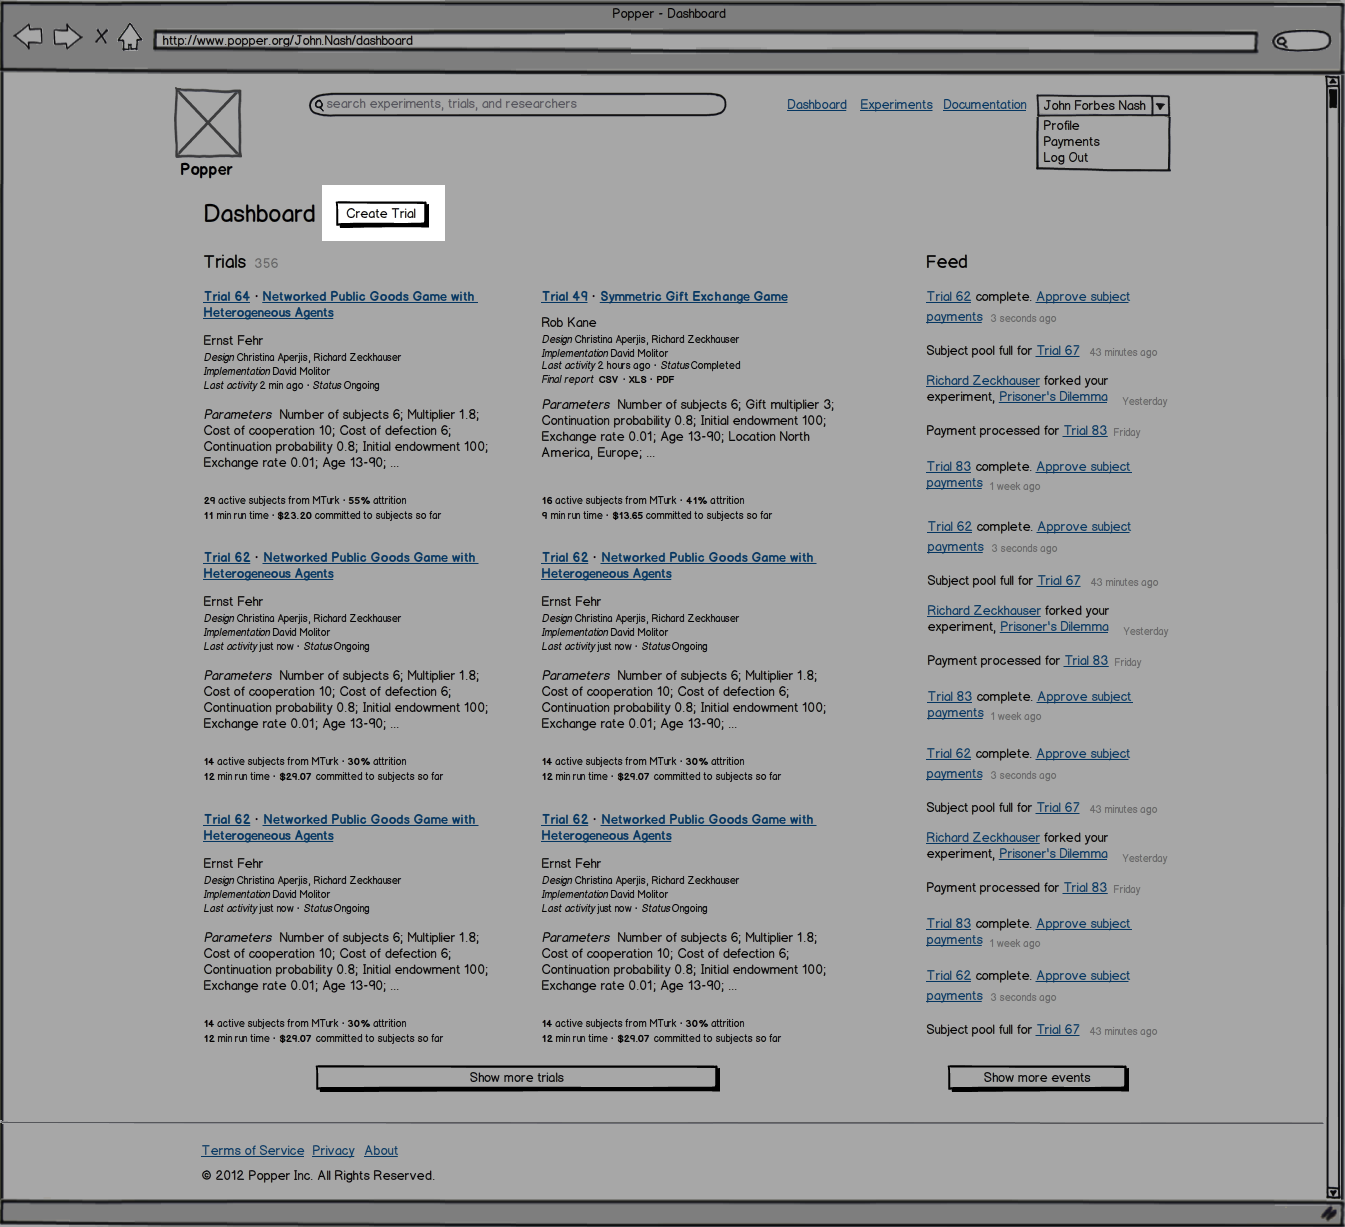 Popper - Dashboard
http://www.popper.org/John.Nash/dashboard
search experiments, trials, and researchers
Dashboard Experiments Documentation John Forbes Nash
Profile
Payments
Log Out
Popper
Dashboard Create Trial
Trials 356
Trial 64 · Networked Public Goods Game with
Heterogeneous Agents
Ernst Fehr
Design Christina Aperjis, Richard Zeckhauser
Implementation David Molitor
Last activity 2 min ago · Status Ongoing
Parameters Number of subjects 6; Multiplier 1.8;
Cost of cooperation 10; Cost of defection 6;
Continuation probability 0.8; Initial endowment 100;
Exchange rate 0.01; Age 13-90; ...
29 active subjects from MTurk · 55% attrition
11 min run time · $23.20 committed to subjects so far
Trial 49 · Symmetric Gift Exchange Game
Rob Kane
Design Christina Aperjis, Richard Zeckhauser
Implementation David Molitor
Last activity 2 hours ago · Status Completed
Final report CSV · XLS · PDF
Parameters Number of subjects 6; Gift multiplier 3;
Continuation probability 0.8; Initial endowment 100;
Exchange rate 0.01; Age 13-90; Location North
America, Europe; ...
16 active subjects from MTurk · 41% attrition
9 min run time · $13.65 committed to subjects so far
Trial 62 · Networked Public Goods Game with
Heterogeneous Agents
Ernst Fehr
Design Christina Aperjis, Richard Zeckhauser
Implementation David Molitor
Last activity just now · Status Ongoing
Parameters Number of subjects 6; Multiplier 1.8;
Cost of cooperation 10; Cost of defection 6;
Continuation probability 0.8; Initial endowment 100;
Exchange rate 0.01; Age 13-90; ...
14 active subjects from MTurk · 30% attrition
12 min run time · $29.07 committed to subjects so far
Trial 62 · Networked Public Goods Game with
Heterogeneous Agents
Ernst Fehr
Design Christina Aperjis, Richard Zeckhauser
Implementation David Molitor
Last activity just now · Status Ongoing
Parameters Number of subjects 6; Multiplier 1.8;
Cost of cooperation 10; Cost of defection 6;
Continuation probability 0.8; Initial endowment 100;
Exchange rate 0.01; Age 13-90; ...
14 active subjects from MTurk · 30% attrition
12 min run time · $29.07 committed to subjects so far
Trial 62 · Networked Public Goods Game with
Heterogeneous Agents
Ernst Fehr
Design Christina Aperjis, Richard Zeckhauser
Implementation David Molitor
Last activity just now · Status Ongoing
Parameters Number of subjects 6; Multiplier 1.8;
Cost of cooperation 10; Cost of defection 6;
Continuation probability 0.8; Initial endowment 100;
Exchange rate 0.01; Age 13-90; ...
14 active subjects from MTurk · 30% attrition
12 min run time · $29.07 committed to subjects so far
Trial 62 · Networked Public Goods Game with
Heterogeneous Agents
Ernst Fehr
Design Christina Aperjis, Richard Zeckhauser
Implementation David Molitor
Last activity just now · Status Ongoing
Parameters Number of subjects 6; Multiplier 1.8;
Cost of cooperation 10; Cost of defection 6;
Continuation probability 0.8; Initial endowment 100;
Exchange rate 0.01; Age 13-90; ...
14 active subjects from MTurk · 30% attrition
12 min run time · $29.07 committed to subjects so far
Show more trials
Feed
Trial 62 complete. Approve subject
payments 3 seconds ago
Subject pool full for Trial 67 43 minutes ago
Richard Zeckhauser forked your
experiment, Prisoner's Dilemma Yesterday
Payment processed for Trial 83 Friday
Trial 83 complete. Approve subject
payments 1 week ago
Trial 62 complete. Approve subject
payments 3 seconds ago
Subject pool full for Trial 67 43 minutes ago
Richard Zeckhauser forked your
experiment, Prisoner's Dilemma Yesterday
Payment processed for Trial 83 Friday
Trial 83 complete. Approve subject
payments 1 week ago
Trial 62 complete. Approve subject
payments 3 seconds ago
Subject pool full for Trial 67 43 minutes ago
Richard Zeckhauser forked your
experiment, Prisoner's Dilemma Yesterday
Payment processed for Trial 83 Friday
Trial 83 complete. Approve subject
payments 1 week ago
Trial 62 complete. Approve subject
payments 3 seconds ago
Subject pool full for Trial 67 43 minutes ago
Show more events
Terms of Service Privacy About
© 2012 Popper Inc. All Rights Reserved.